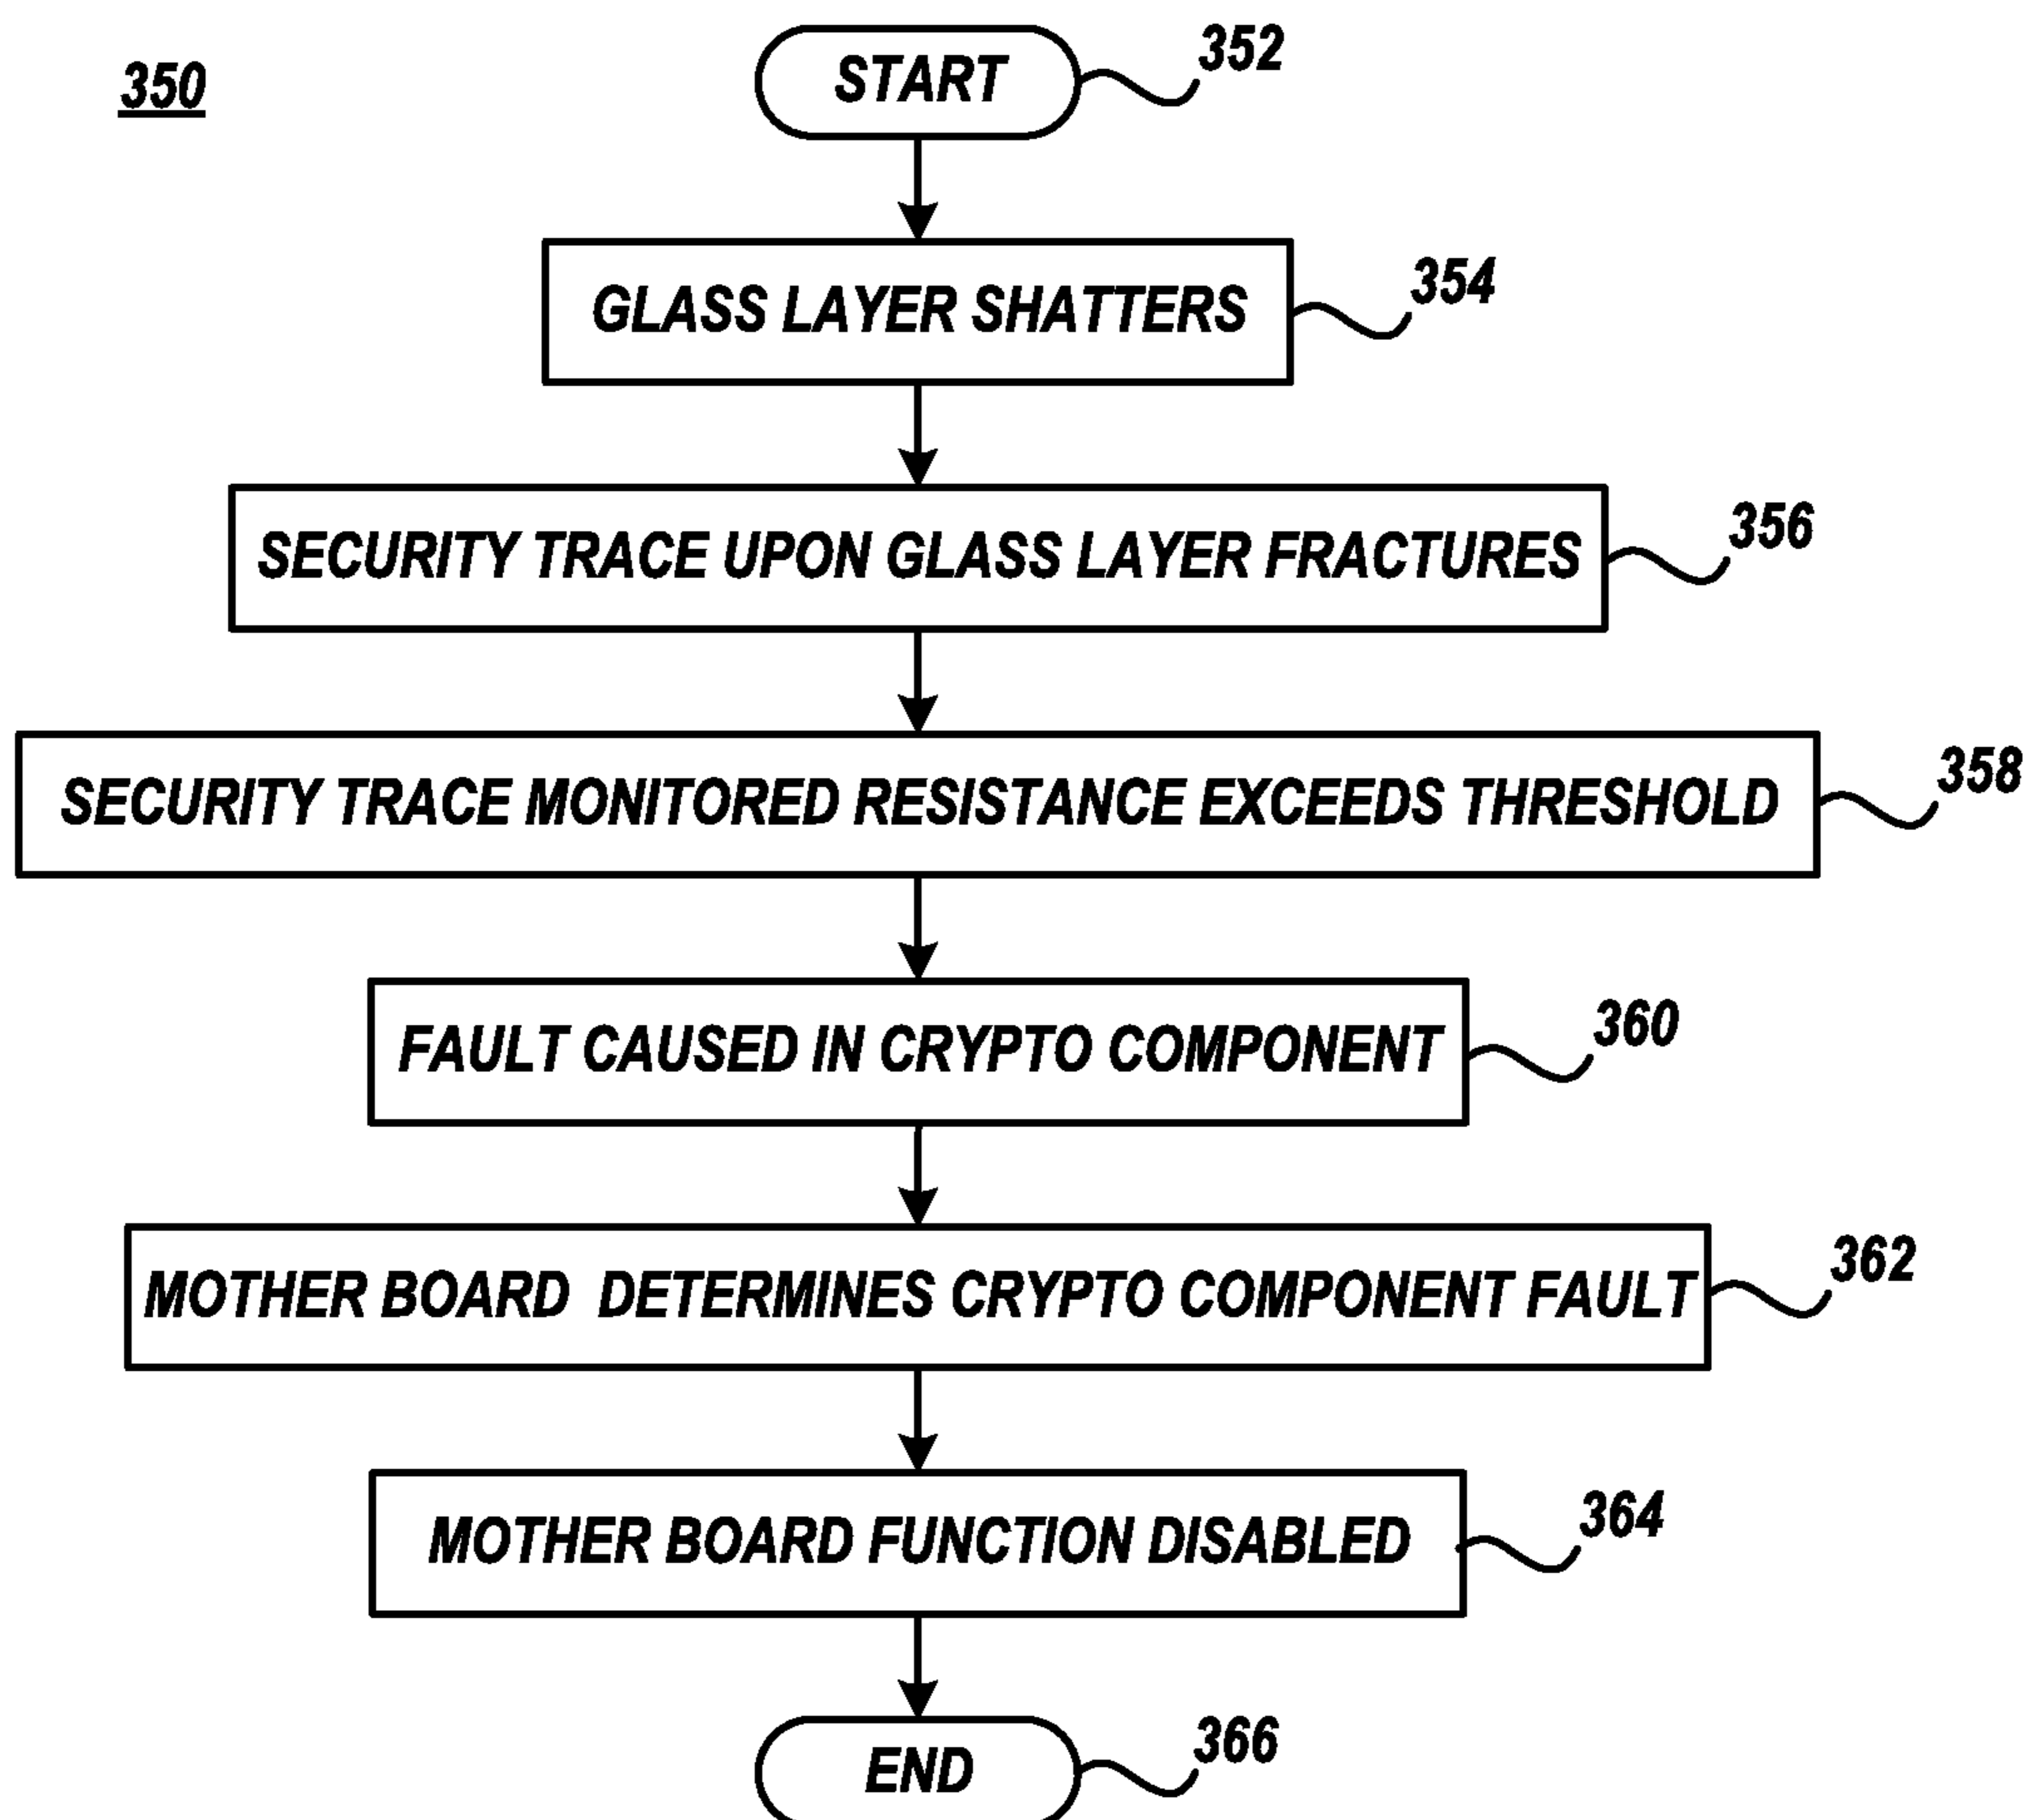 350
START
352
GLASS LAYER SHATTERS
354
SECURITY TRACE UPON GLASS LAYER FRACTURES
356
SECURITY TRACE MONITORED RESISTANCE EXCEEDS THRESHOLD
358
FAULT CAUSED IN CRYPTO COMPONENT
360
MOTHER BOARD DETERMINES CRYPTO COMPONENT FAULT
362
MOTHER BOARD FUNCTION DISABLED
364
END
366